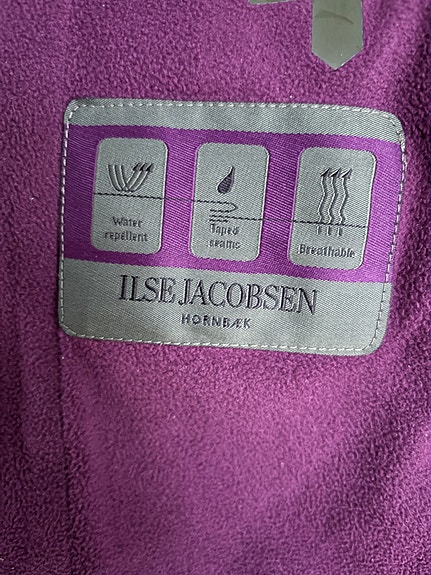 Water
repellent
Taped
seams
Breathable
ILSE JACOBSEN
HORNBÆK